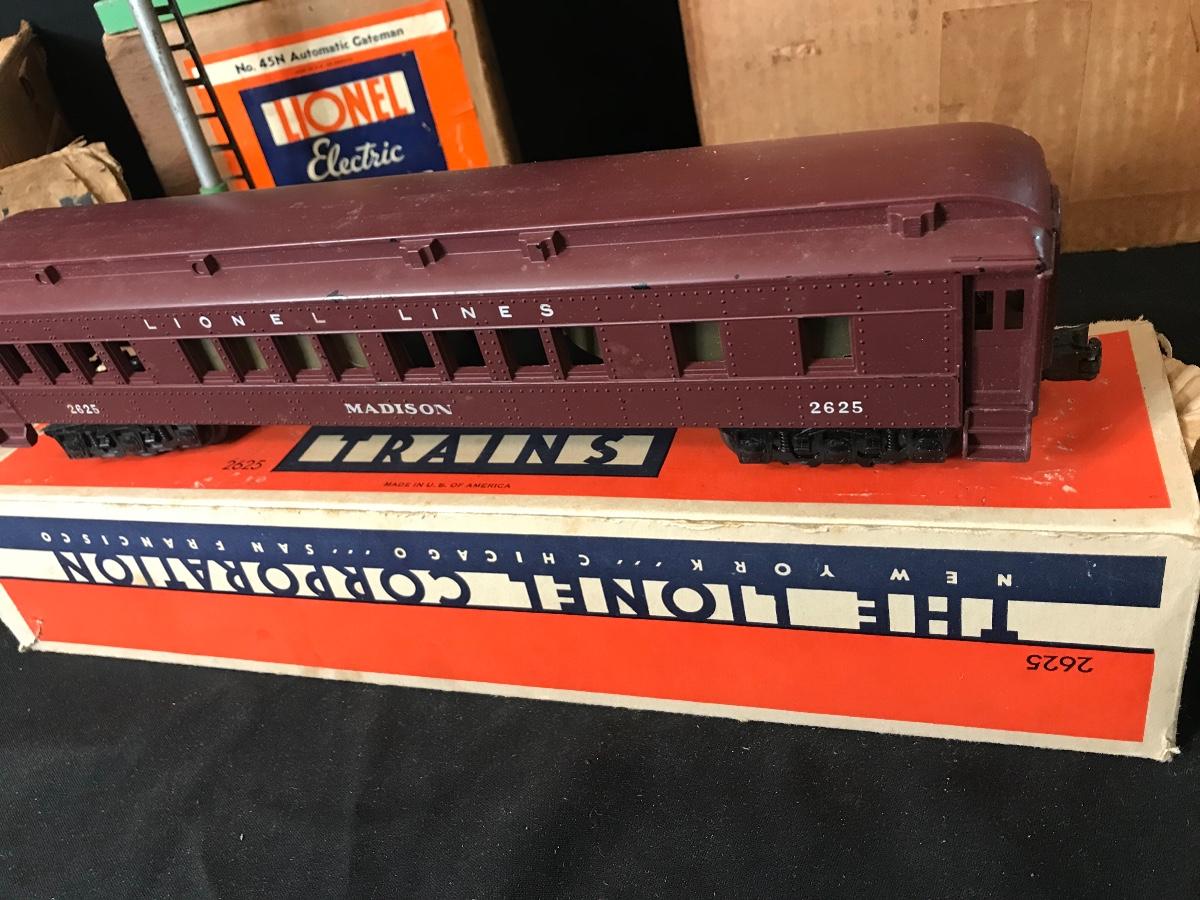 No. 45N Automatic Gateman
LIONEL
Electric
LIONEL LINES
2625 MADISON 2625
2625 TRAINS
MADE IN U.S. OF AMERICA
NEW YORK ... CHICAGO ... SAN FRANCISCO
THE LIONEL CORPORATION
2625